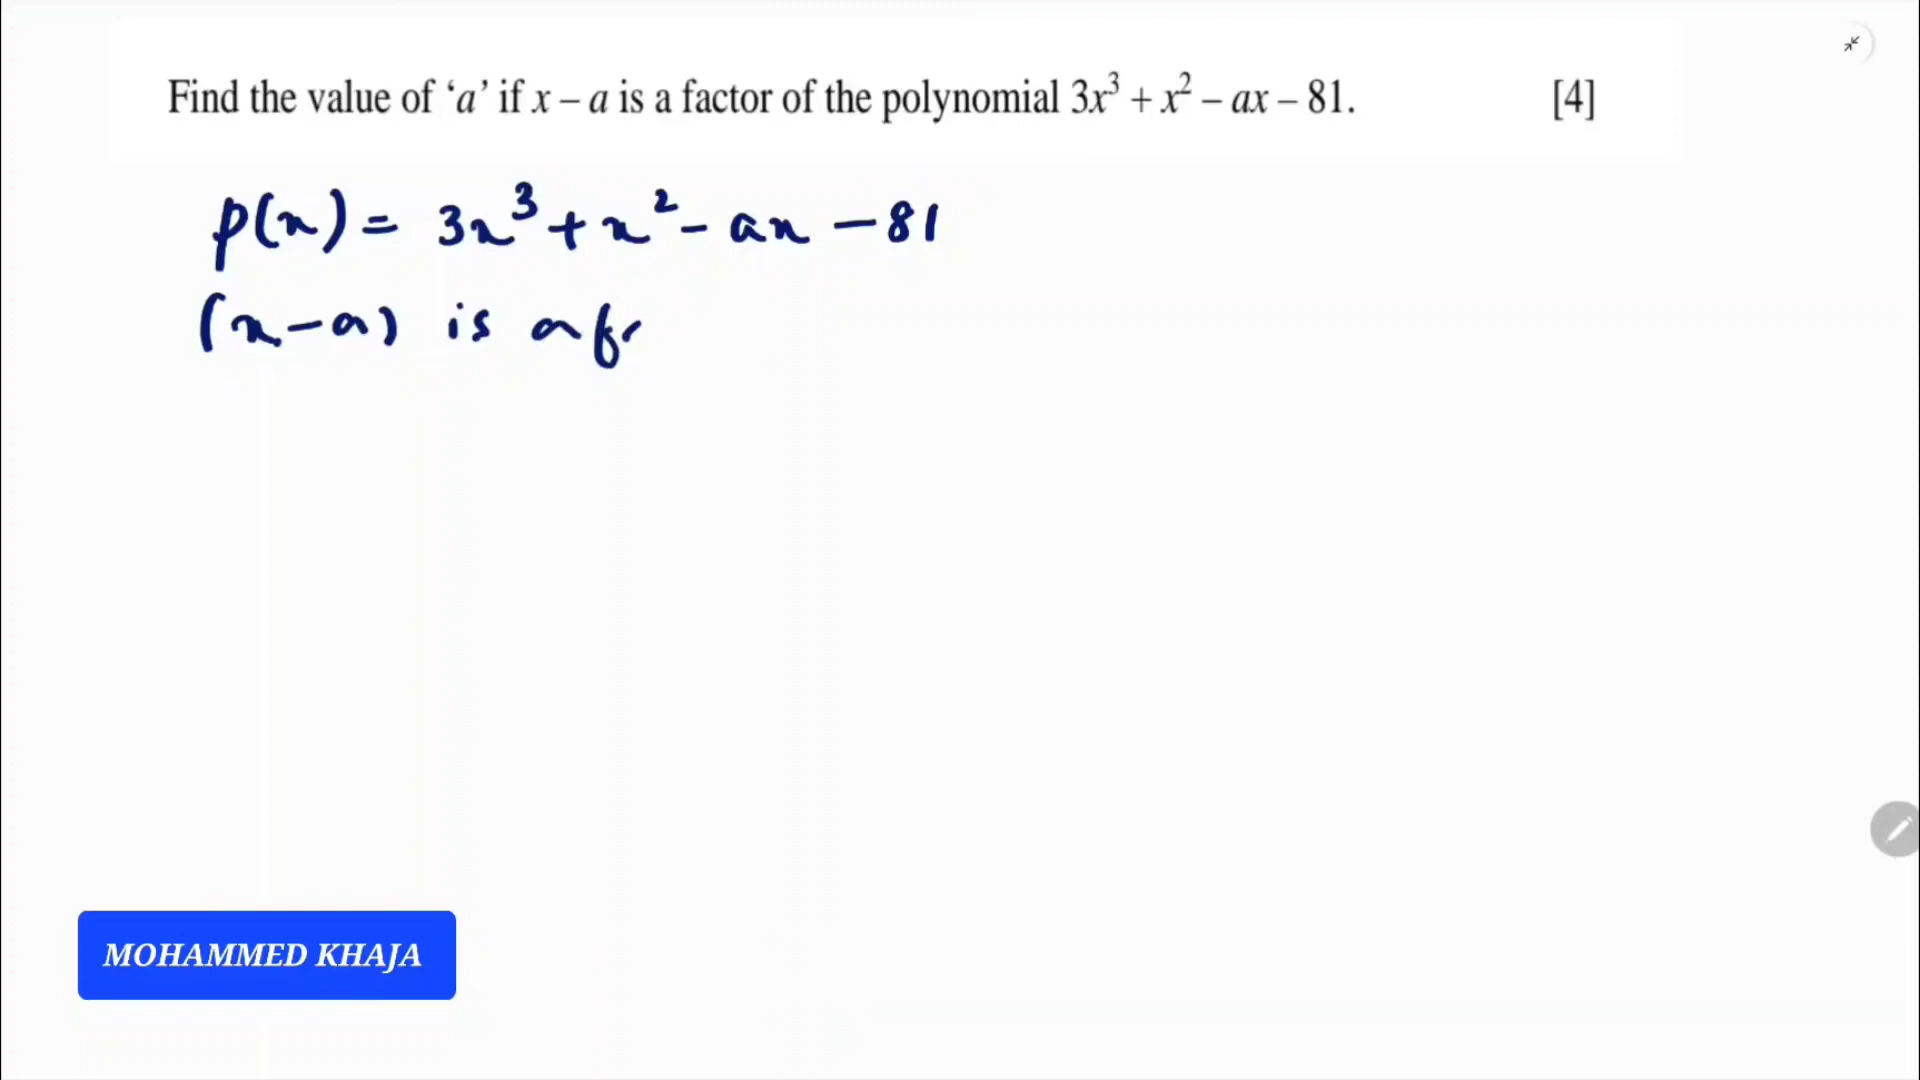 Find the value of ‘a’ if x – a is a factor of the polynomial 3x³ + x² – ax – 81. [4]
p(x) = 3x³ + x² - ax - 81
(x - a) is a fa
MOHAMMED KHAJA